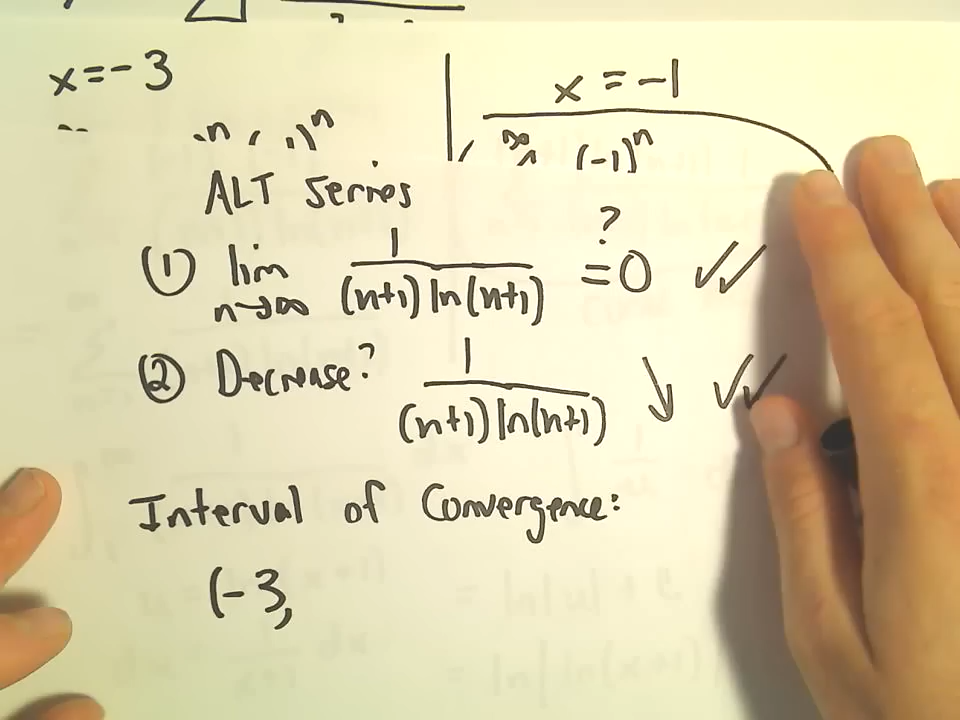 x = -3
x = -1
(-1)^n
ALT Series
(1) lim n→∞ 1/((n+1) ln(n+1)) =? 0 ✓✓
(2) Decrease? 1/((n+1) ln(n+1)) ↘ ✓✓
Interval of Convergence:
(-3,